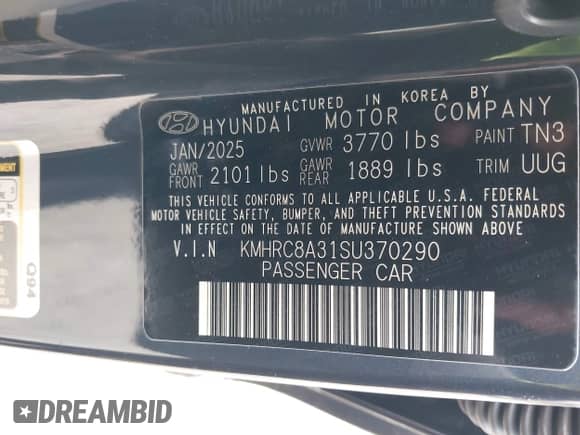 MANUFACTURED IN KOREA BY
HYUNDAI MOTOR COMPANY
JAN/2025 GVWR 3770 lbs PAINT TN3
GAWR FRONT 2101 lbs GAWR REAR 1889 lbs TRIM UUG
THIS VEHICLE CONFORMS TO ALL APPLICABLE U.S.A. FEDERAL
MOTOR VEHICLE SAFETY, BUMPER, AND THEFT PREVENTION STANDARDS
IN EFFECT ON THE DATE OF MANUFACTURE SHOWN ABOVE.
V.I.N KMHRC8A31SU370290
PASSENGER CAR
Q94
DREAMBID